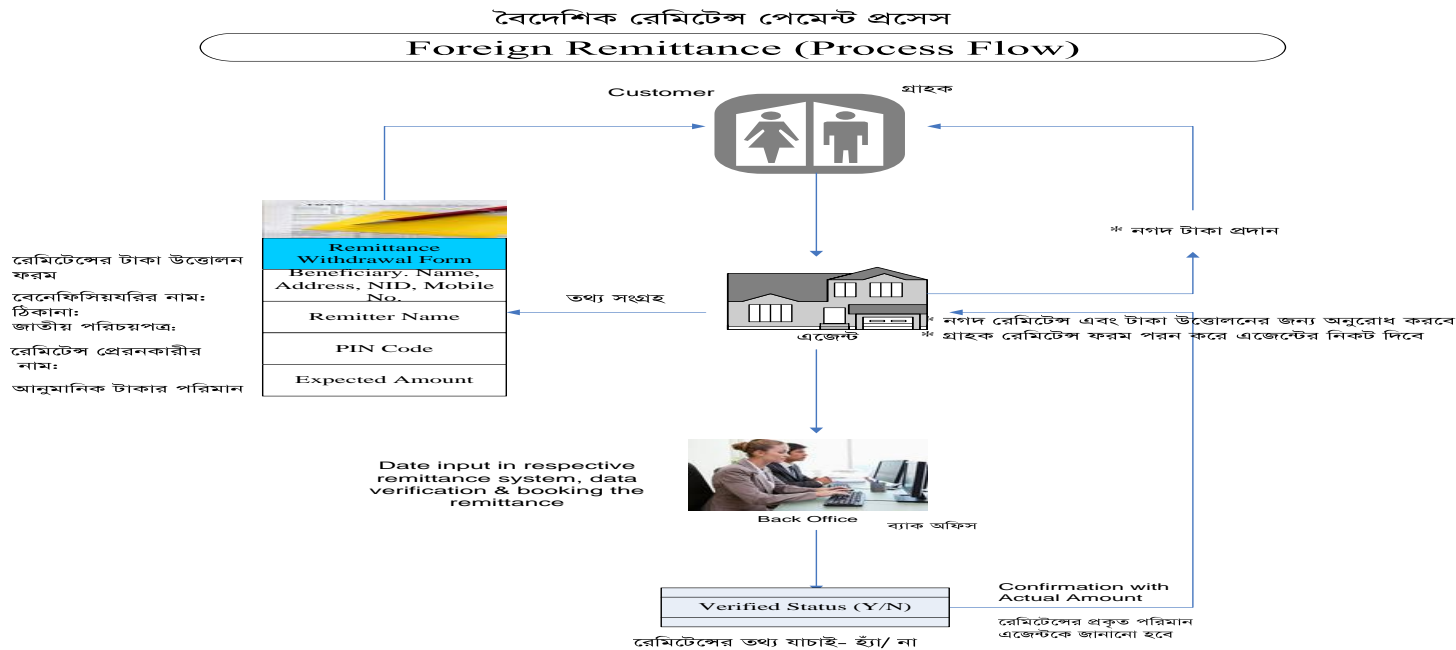 বৈদেশিক রেমিটেন্স পেমেন্ট প্রসেস
Foreign Remittance (Process Flow)
Customer
গ্রাহক
* নগদ টাকা প্রদান
Remittance
Withdrawal Form
Beneficiary. Name,
Address, NID, Mobile
No.
Remitter Name
PIN Code
Expected Amount
রেমিটেন্সের টাকা উত্তোলন
ফরম
বেনেফিসিয়যরির নাম:
ঠিকানা:
জাতীয় পরিচয়পত্র:
রেমিটেন্স প্রেরনকারীর
নাম:
আনুমানিক টাকার পরিমান
তথ্য সংগ্রহ
এজেন্ট
* নগদ রেমিটেন্স এবং টাকা উত্তোলনের জন্য অনুরোধ করবে
* গ্রাহক রেমিটেন্স ফরম পরন করে এজেন্টের নিকট দিবে
Date input in respective
remittance system, data
verification & booking the
remittance
Back Office
ব্যাক অফিস
Verified Status (Y/N)
রেমিটেন্সের তথ্য যাচাই- হ্যাঁ/ না
Confirmation with
Actual Amount
রেমিটেন্সের প্রকৃত পরিমান
এজেন্টকে জানানো হবে